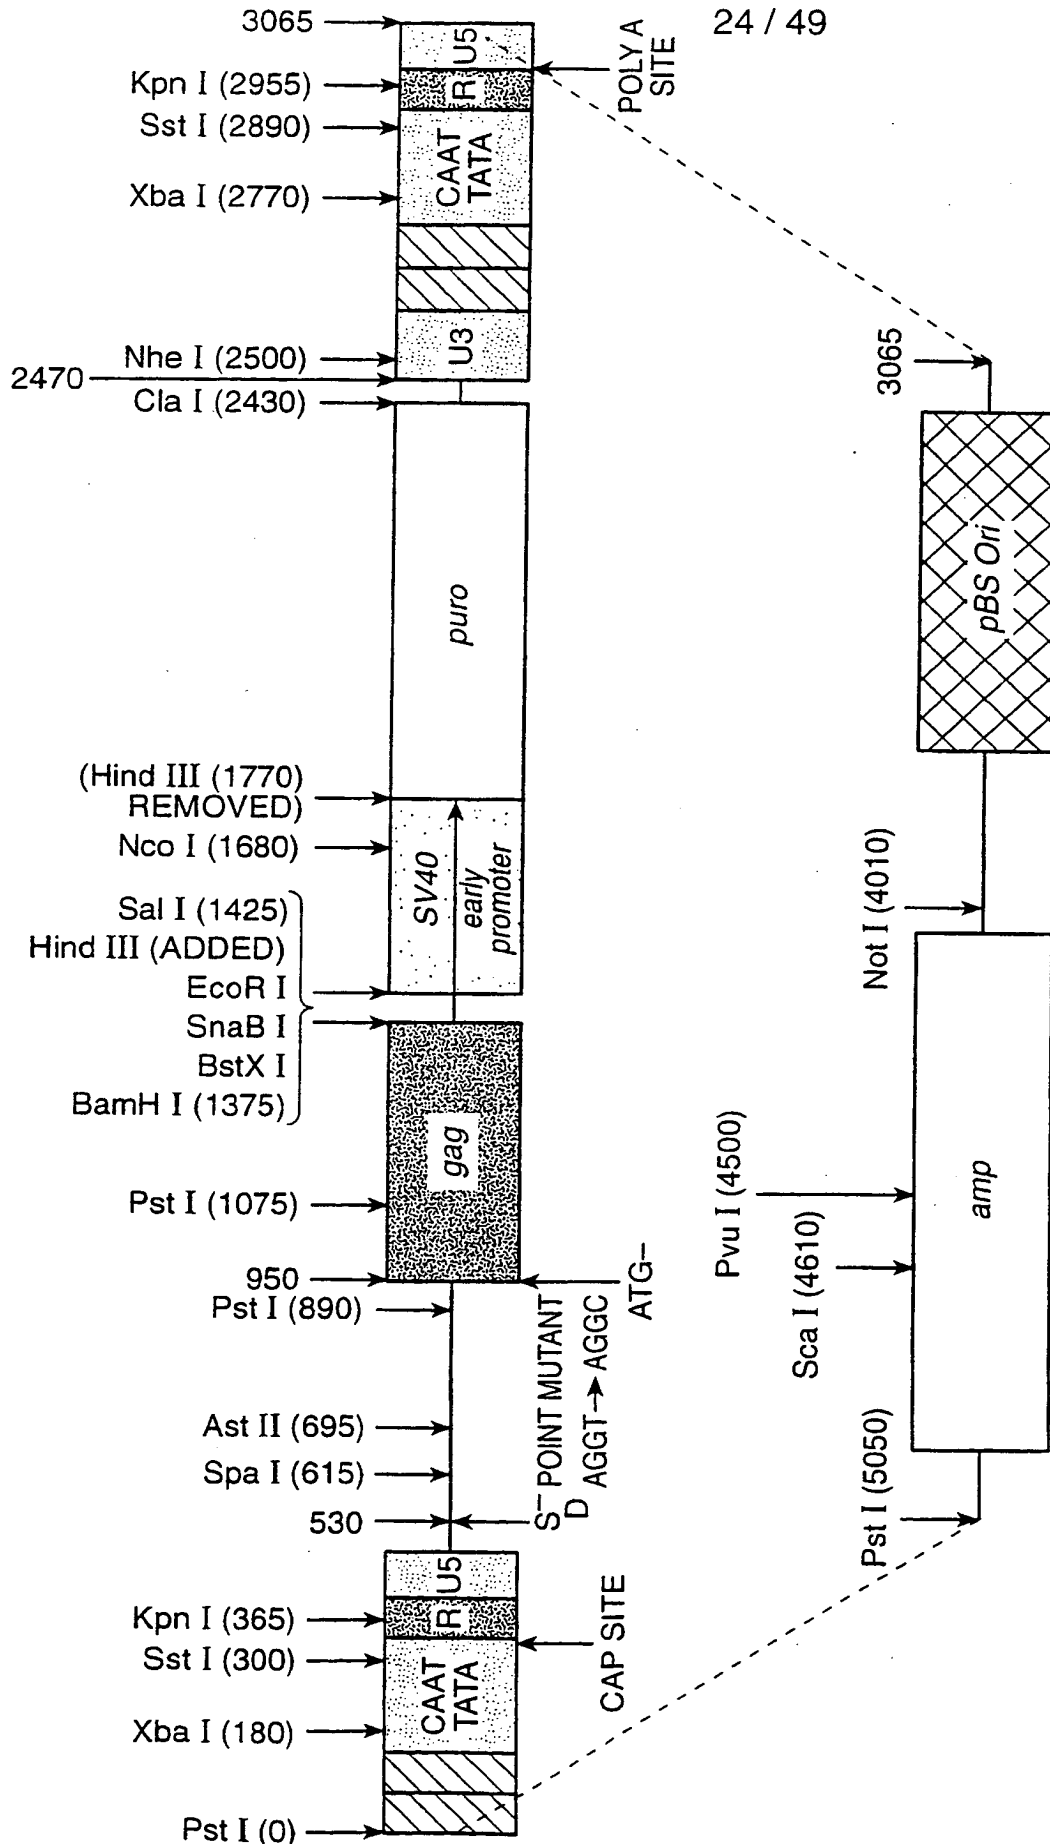 24 / 49
3065
Kpn I (2955)
Sst I (2890)
Xba I (2770)
Nhe I (2500)
2470
Cla I (2430)
(Hind III (1770)
REMOVED)
Nco I (1680)
Sal I (1425)
Hind III (ADDED)
EcoR I
SnaB I
BstX I
BamH I (1375)
Pst I (1075)
950
Pst I (890)
Ast II (695)
Spa I (615)
530
Kpn I (365)
Sst I (300)
Xba I (180)
Pst I (0)
U5
R
CAAT
TATA
U3
puro
SV40
early
promoter
gag
U5
R
CAAT
TATA
POLY A
SITE
ATG–
S–
D
POINT MUTANT
AGGT→AGGC
CAP SITE
3065
pBS Ori
Not I (4010)
amp
Pvu I (4500)
Sca I (4610)
Pst I (5050)